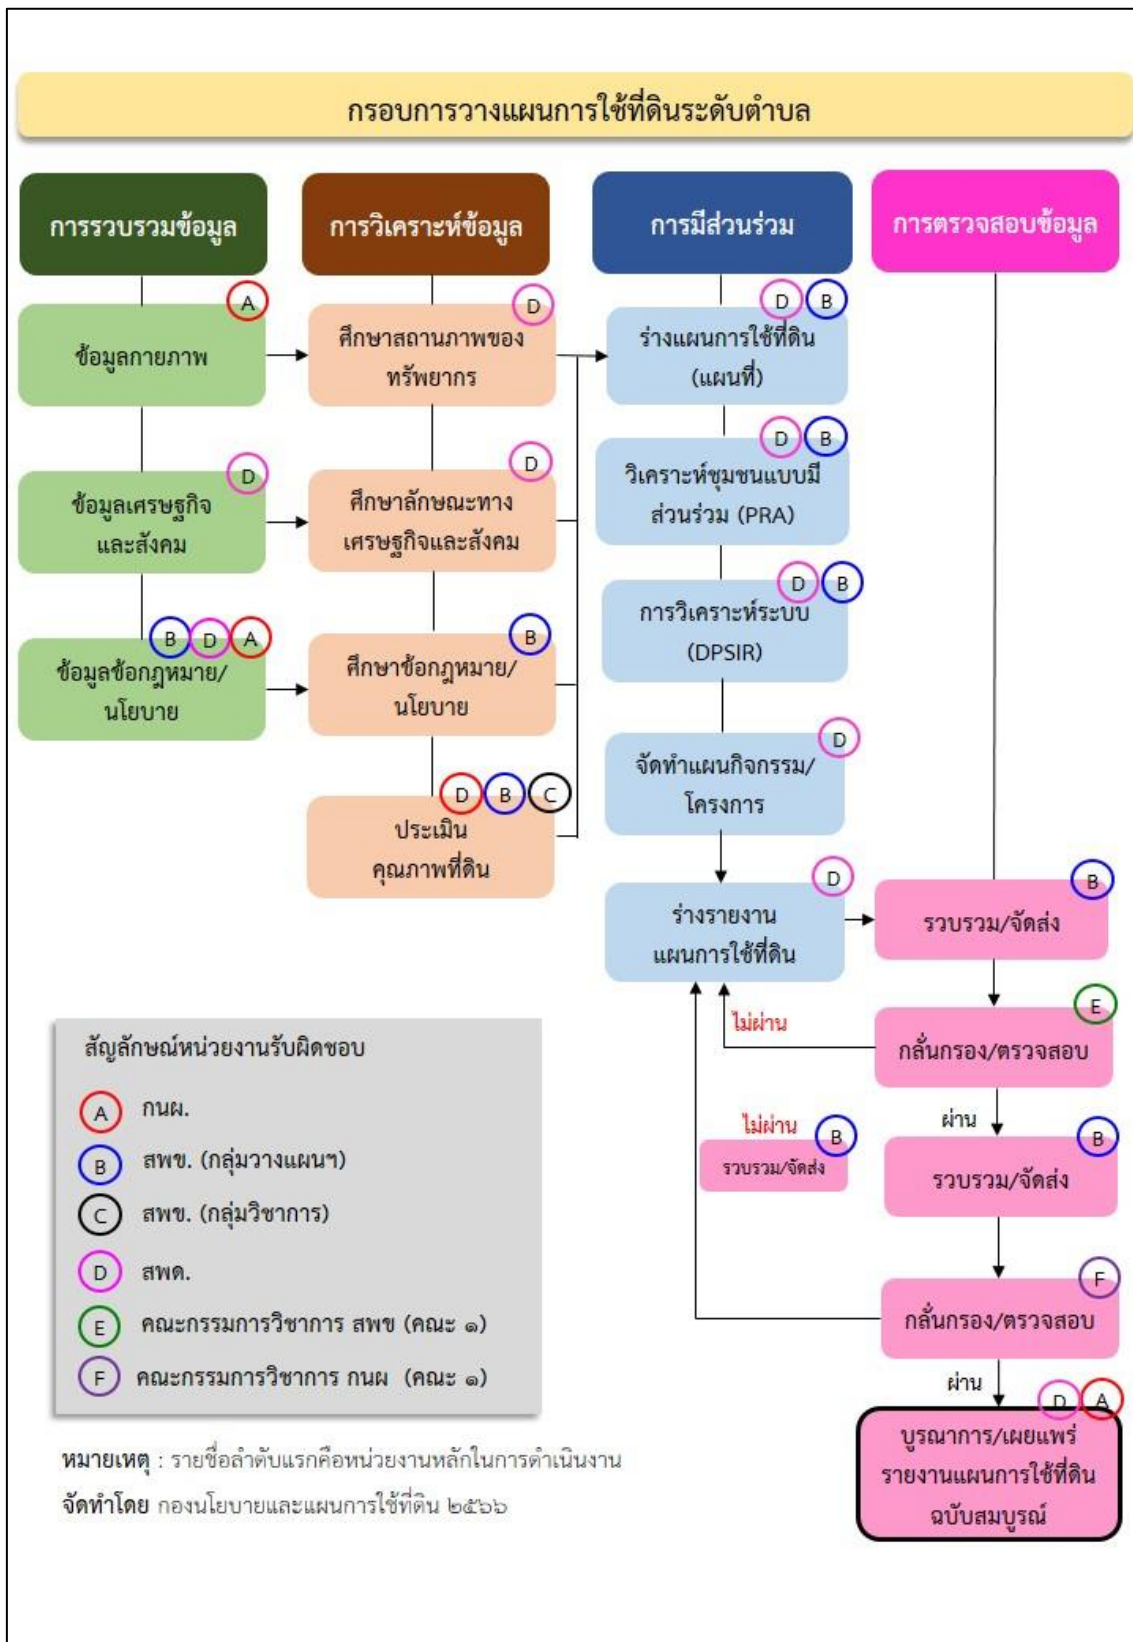 กรอบการวางแผนการใช้ที่ดินระดับตำบล
การรวบรวมข้อมูล
A
ข้อมูลกายภาพ
D
ข้อมูลเศรษฐกิจ
และสังคม
B D A
ข้อมูลข้อกฎหมาย/
นโยบาย
การวิเคราะห์ข้อมูล
D
ศึกษาสถานภาพของ
ทรัพยากร
D
ศึกษาลักษณะทาง
เศรษฐกิจและสังคม
B
ศึกษาข้อกฎหมาย/
นโยบาย
D B C
ประเมิน
คุณภาพที่ดิน
การมีส่วนร่วม
D B
ร่างแผนการใช้ที่ดิน
(แผนที่)
D B
วิเคราะห์ชุมชนแบบมี
ส่วนร่วม (PRA)
D B
การวิเคราะห์ระบบ
(DPSIR)
D
จัดทำแผนกิจกรรม/
โครงการ
D
ร่างรายงาน
แผนการใช้ที่ดิน
การตรวจสอบข้อมูล
B
รวบรวม/จัดส่ง
E
กลั่นกรอง/ตรวจสอบ
ไม่ผ่าน
ผ่าน
B
รวบรวม/จัดส่ง
ไม่ผ่าน
B
รวบรวม/จัดส่ง
F
กลั่นกรอง/ตรวจสอบ
ผ่าน
D A
บูรณาการ/เผยแพร่
รายงานแผนการใช้ที่ดิน
ฉบับสมบูรณ์
สัญลักษณ์หน่วยงานรับผิดชอบ
A กนผ.
B สพข. (กลุ่มวางแผนฯ)
C สพข. (กลุ่มวิชาการ)
D สพด.
E คณะกรรมการวิชาการ สพข (คณะ ๑)
F คณะกรรมการวิชาการ กนผ (คณะ ๑)
หมายเหตุ : รายชื่อลำดับแรกคือหน่วยงานหลักในการดำเนินงาน
จัดทำโดย กองนโยบายและแผนการใช้ที่ดิน ๒๕๖๖